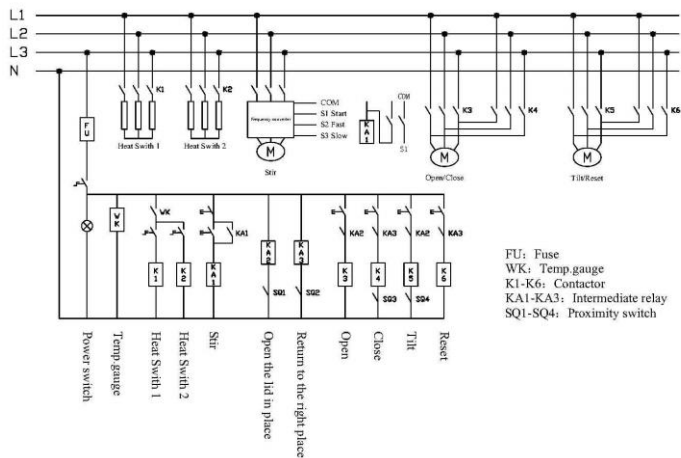 L1
L2
L3
N
K1
K2
K3
K4
K5
K6
FU
Frequency converter
COM
S1 Start
S2 Fast
S3 Slow
KA1
COM
S1
M
M
M
Heat Swith 1
Heat Swith 2
Stir
Open/Close
Tilt/Reset
WK
WK
KA1
KA2
KA3
KA2
KA3
K1
K2
KA1
KA2
KA3
K3
K4
K5
K6
SQ1
SQ2
SQ3
SQ4
FU: Fuse
WK: Temp.gauge
K1-K6: Contactor
KA1-KA3: Intermediate relay
SQ1-SQ4: Proximity switch
Power switch
Temp.gauge
Heat Swith 1
Heat Swith 2
Stir
Open the lid in place
Return to the right place
Open
Close
Tilt
Reset